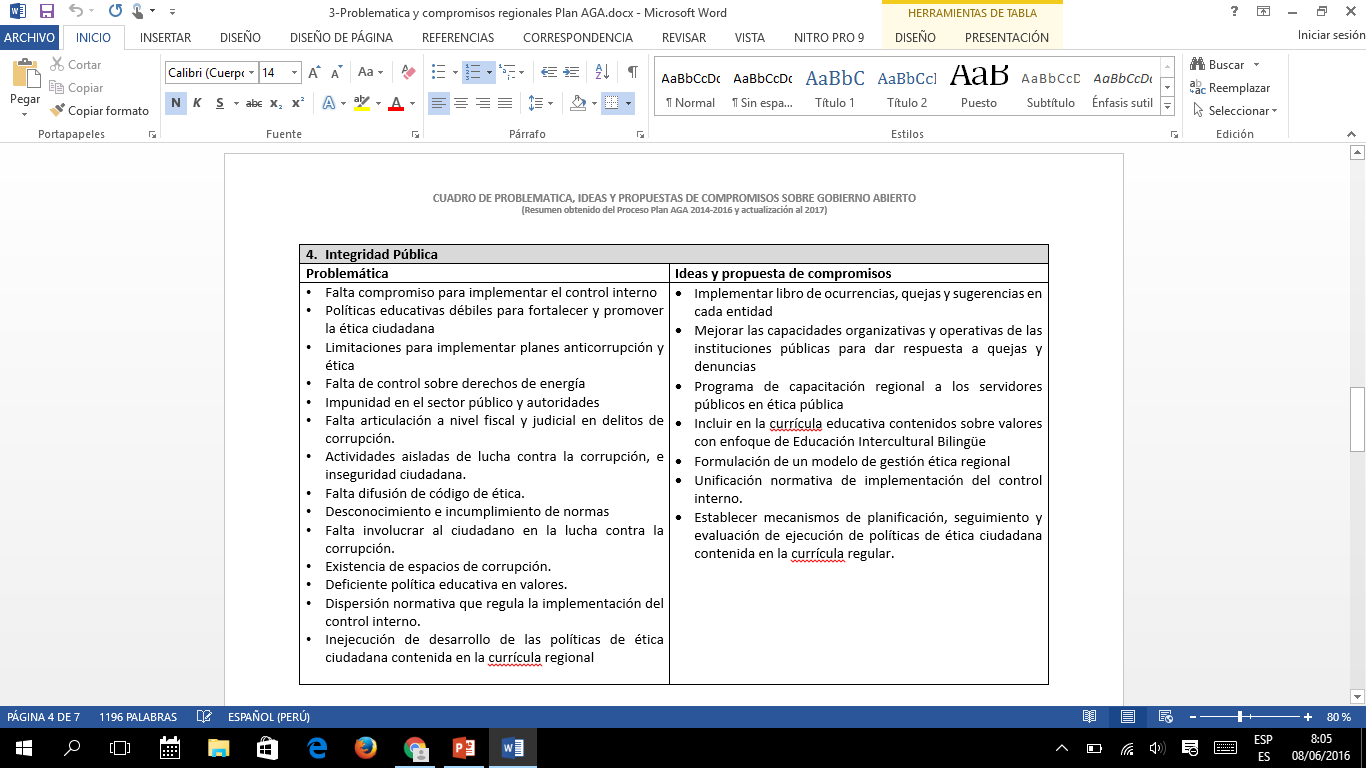 3-Problematica y compromisos regionales Plan AGA.docx - Microsoft Word
HERRAMIENTAS DE TABLA
ARCHIVO INICIO INSERTAR DISEÑO DISEÑO DE PÁGINA REFERENCIAS CORRESPONDENCIA REVISAR VISTA NITRO PRO 9 DISEÑO PRESENTACIÓN Iniciar sesión
Pegar
Cortar
Copiar
Copiar formato
Portapapeles
Calibri (Cuerpo 14
N K S abc x₂ x²
Fuente
Párrafo
AaBbCcDc AaBbCcDc AaBbC AaBbCcI AaB AaBbCcD AaBbCcDc
¶ Normal ¶ Sin espa... Título 1 Título 2 Puesto Subtítulo Énfasis sutil
Estilos
Buscar
Reemplazar
Seleccionar
Edición
CUADRO DE PROBLEMATICA, IDEAS Y PROPUESTAS DE COMPROMISOS SOBRE GOBIERNO ABIERTO
(Resumen obtenido del Proceso Plan AGA 2014-2016 y actualización al 2017)
4. Integridad Pública
Problemática
• Falta compromiso para implementar el control interno
• Políticas educativas débiles para fortalecer y promover
la ética ciudadana
• Limitaciones para implementar planes anticorrupción y
ética
• Falta de control sobre derechos de energía
• Impunidad en el sector público y autoridades
• Falta articulación a nivel fiscal y judicial en delitos de
corrupción.
• Actividades aisladas de lucha contra la corrupción, e
inseguridad ciudadana.
• Falta difusión de código de ética.
• Desconocimiento e incumplimiento de normas
• Falta involucrar al ciudadano en la lucha contra la
corrupción.
• Existencia de espacios de corrupción.
• Deficiente política educativa en valores.
• Dispersión normativa que regula la implementación del
control interno.
• Inejecución de desarrollo de las políticas de ética
ciudadana contenida en la currícula regional
Ideas y propuesta de compromisos
• Implementar libro de ocurrencias, quejas y sugerencias en
cada entidad
• Mejorar las capacidades organizativas y operativas de las
instituciones públicas para dar respuesta a quejas y
denuncias
• Programa de capacitación regional a los servidores
públicos en ética pública
• Incluir en la currícula educativa contenidos sobre valores
con enfoque de Educación Intercultural Bilingüe
• Formulación de un modelo de gestión ética regional
• Unificación normativa de implementación del control
interno.
• Establecer mecanismos de planificación, seguimiento y
evaluación de ejecución de políticas de ética ciudadana
contenida en la currícula regular.
PÁGINA 4 DE 7 1196 PALABRAS ESPAÑOL (PERÚ) 80 %
ESP
ES
8:05
08/06/2016